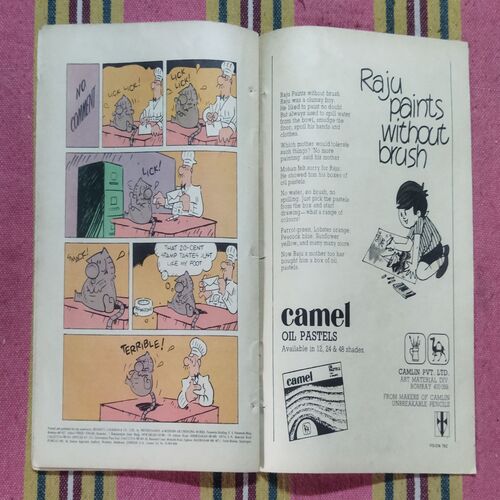 NO
COMMENT
LICK LICK!
LICK
LICK!
LICK!
SMACK!
THAT 20-CENT
STAMP TASTES JUST
LIKE MY FOOT
TERRIBLE!
Raju
paints
without
brush
Raju Paints without brush.
Raju was a clumsy boy.
He liked to paint no doubt.
But always used to spill water
from the bowl, smudge the
floor, spoil his hands and
clothes.
Which mother would tolerate
such things? 'No more
painting' said his mother
Mohan felt sorry for Raju.
He showed him his boxes of
oil pastels.
No water, no brush, no
spilling. Just pick the pastels
from the box and start
drawing—what a range of
colours!
Parrot-green, Lobster orange,
Peacock blue, Sunflower
yellow, and many many more.
Now Raju's mother too has
bought him a box of oil
pastels.
camel
OIL PASTELS
Available in 12, 24 & 48 shades.
camel
CAMLIN PVT. LTD.
ART MATERIAL DIV.
BOMBAY 400 059.
FROM MAKERS OF CAMLIN
UNBREAKABLE PENCILS